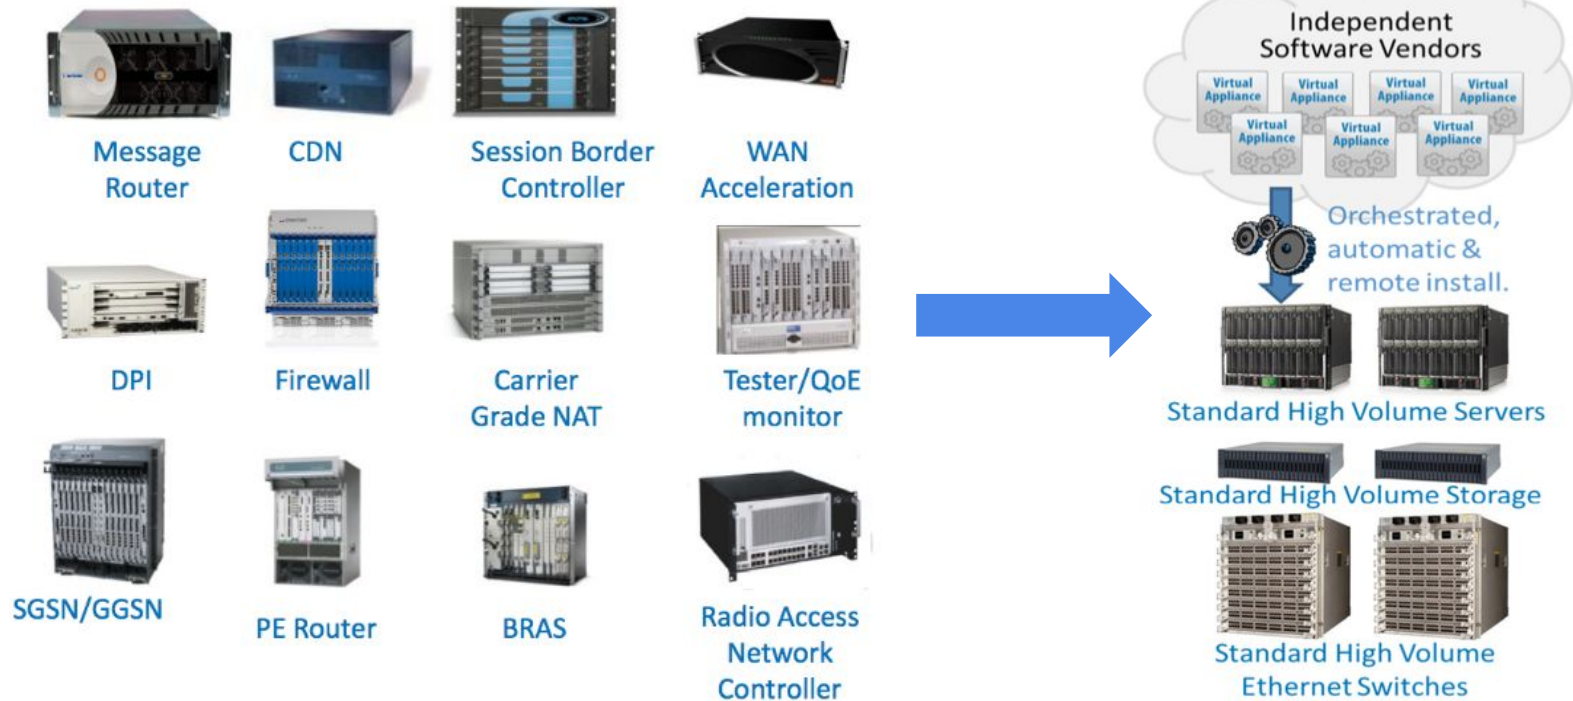 Message
Router
CDN
Session Border
Controller
WAN
Acceleration
DPI
Firewall
Carrier
Grade NAT
Tester/QoE
monitor
SGSN/GGSN
PE Router
BRAS
Radio Access
Network
Controller
Independent
Software Vendors
Virtual
Appliance
Virtual
Appliance
Virtual
Appliance
Virtual
Appliance
Virtual
Appliance
Virtual
Appliance
Virtual
Appliance
Orchestrated,
automatic &
remote install.
Standard High Volume Servers
Standard High Volume Storage
Standard High Volume
Ethernet Switches